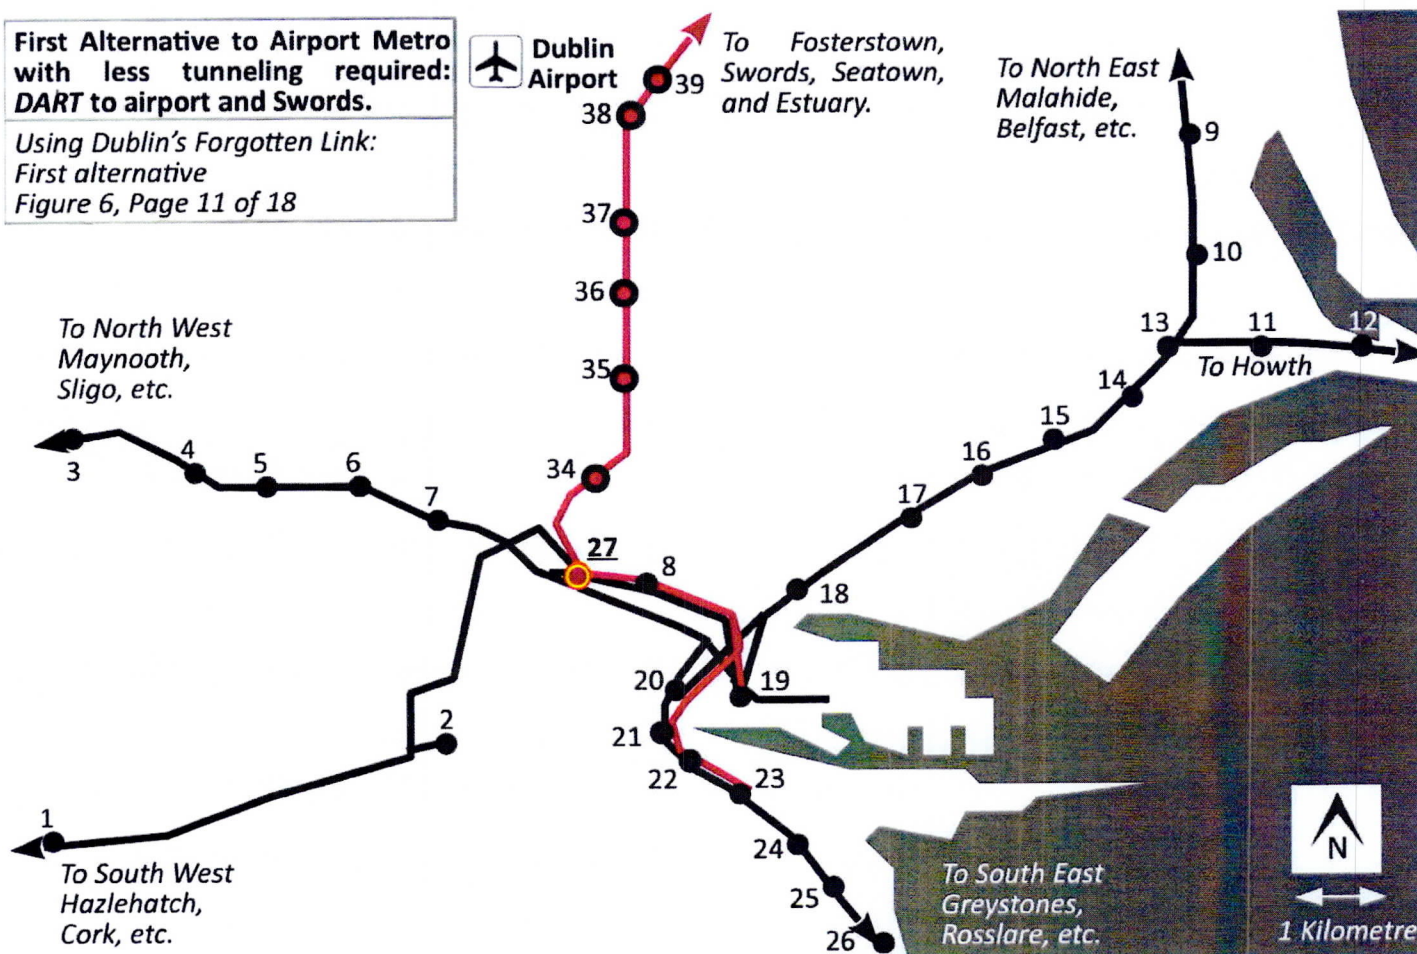 First Alternative to Airport Metro
with less tunneling required:
DART to airport and Swords.
Using Dublin's Forgotten Link:
First alternative
Figure 6, Page 11 of 18
Dublin
Airport
To Fosterstown,
Swords, Seatown,
and Estuary.
To North East
Malahide,
Belfast, etc.
39
38
9
37
10
36
To North West
Maynooth,
Sligo, etc.
13
11
12
To Howth
35
14
15
3
4
5
6
16
34
7
17
27
8
18
20
19
2
21
22
23
1
24
To South West
Hazlehatch,
Cork, etc.
25
26
To South East
Greystones,
Rosslare, etc.
N
1 Kilometre